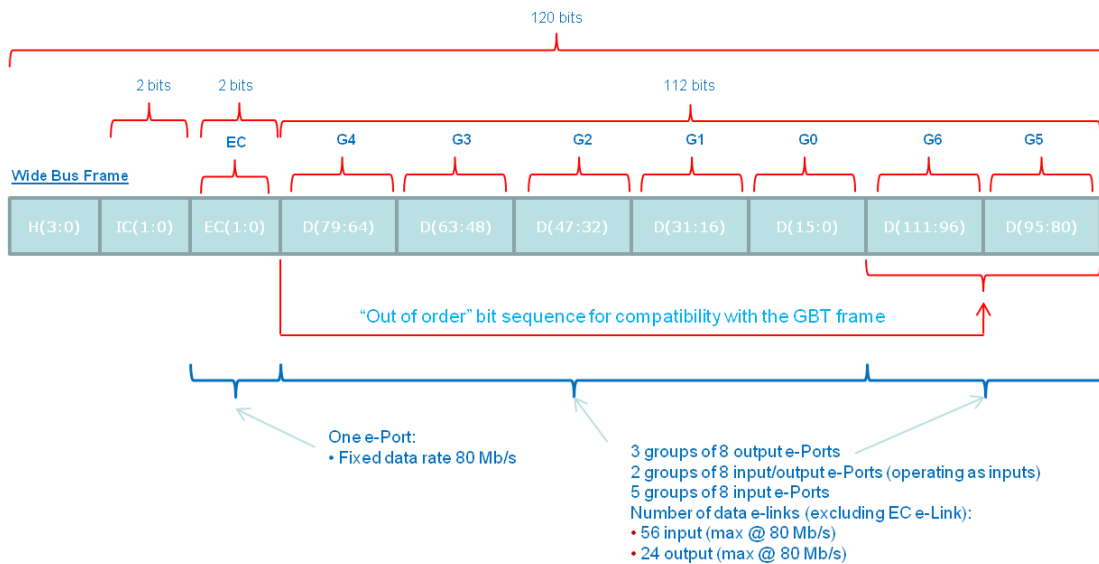 120 bits
2 bits
2 bits
112 bits
EC
G4
G3
G2
G1
G0
G6
G5
Wide Bus Frame
H(3:0)
IC(1:0)
EC(1:0)
D(79:64)
D(63:48)
D(47:32)
D(31:16)
D(15:0)
D(111:96)
D(95:80)
“Out of order” bit sequence for compatibility with the GBT frame
One e-Port:
• Fixed data rate 80 Mb/s
3 groups of 8 output e-Ports
2 groups of 8 input/output e-Ports (operating as inputs)
5 groups of 8 input e-Ports
Number of data e-links (excluding EC e-Link):
• 56 input (max @ 80 Mb/s)
• 24 output (max @ 80 Mb/s)